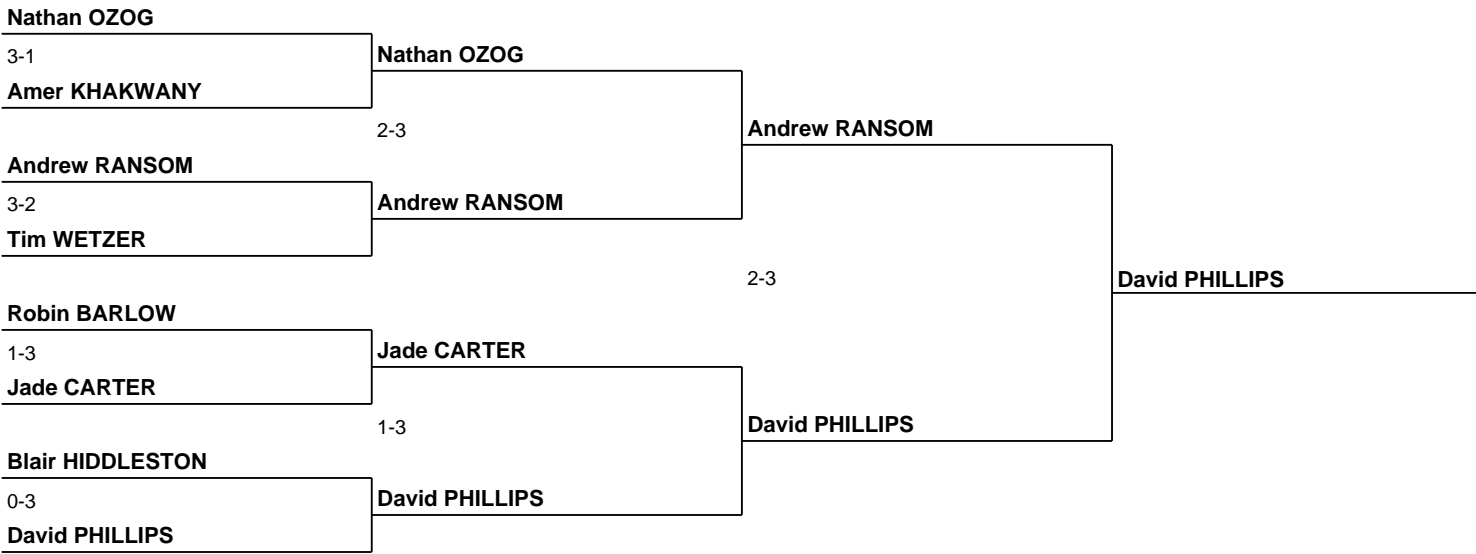 Nathan OZOG
3-1
Amer KHAKWANY
Andrew RANSOM
3-2
Tim WETZER
Robin BARLOW
1-3
Jade CARTER
Blair HIDDLESTON
0-3
David PHILLIPS
Nathan OZOG
2-3
Andrew RANSOM
Jade CARTER
1-3
David PHILLIPS
Andrew RANSOM
2-3
David PHILLIPS
David PHILLIPS